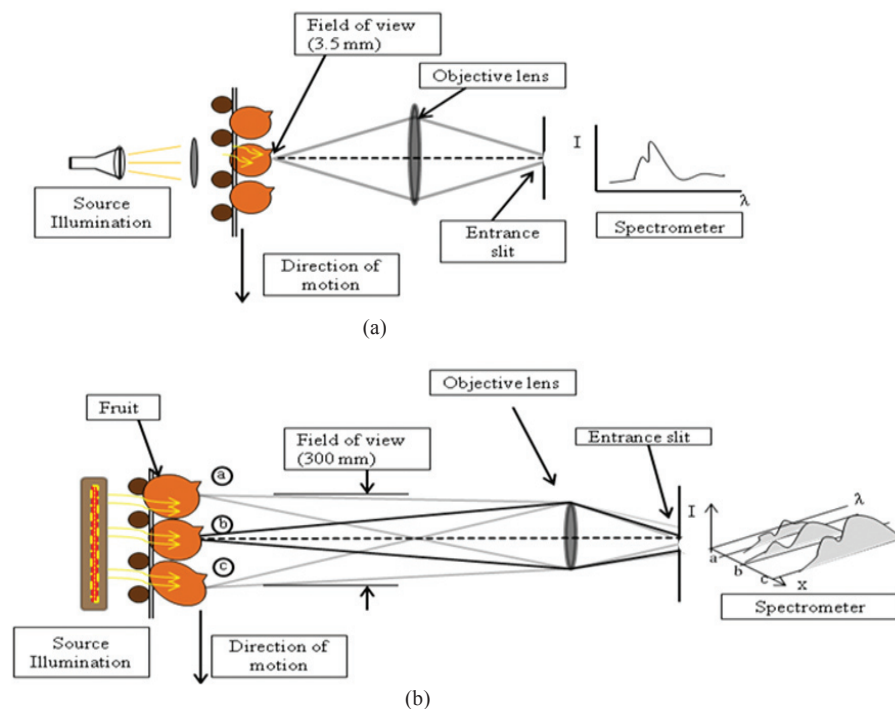 Field of view
(3.5 mm)
Objective lens
I
λ
Source
Illumination
Entrance
slit
Spectrometer
Direction of
motion
(a)
Objective lens
Fruit
Entrance slit
Field of view
(300 mm)
a
b
c
I
λ
a
b
c
X
Spectrometer
Source
Illumination
Direction of
motion
(b)